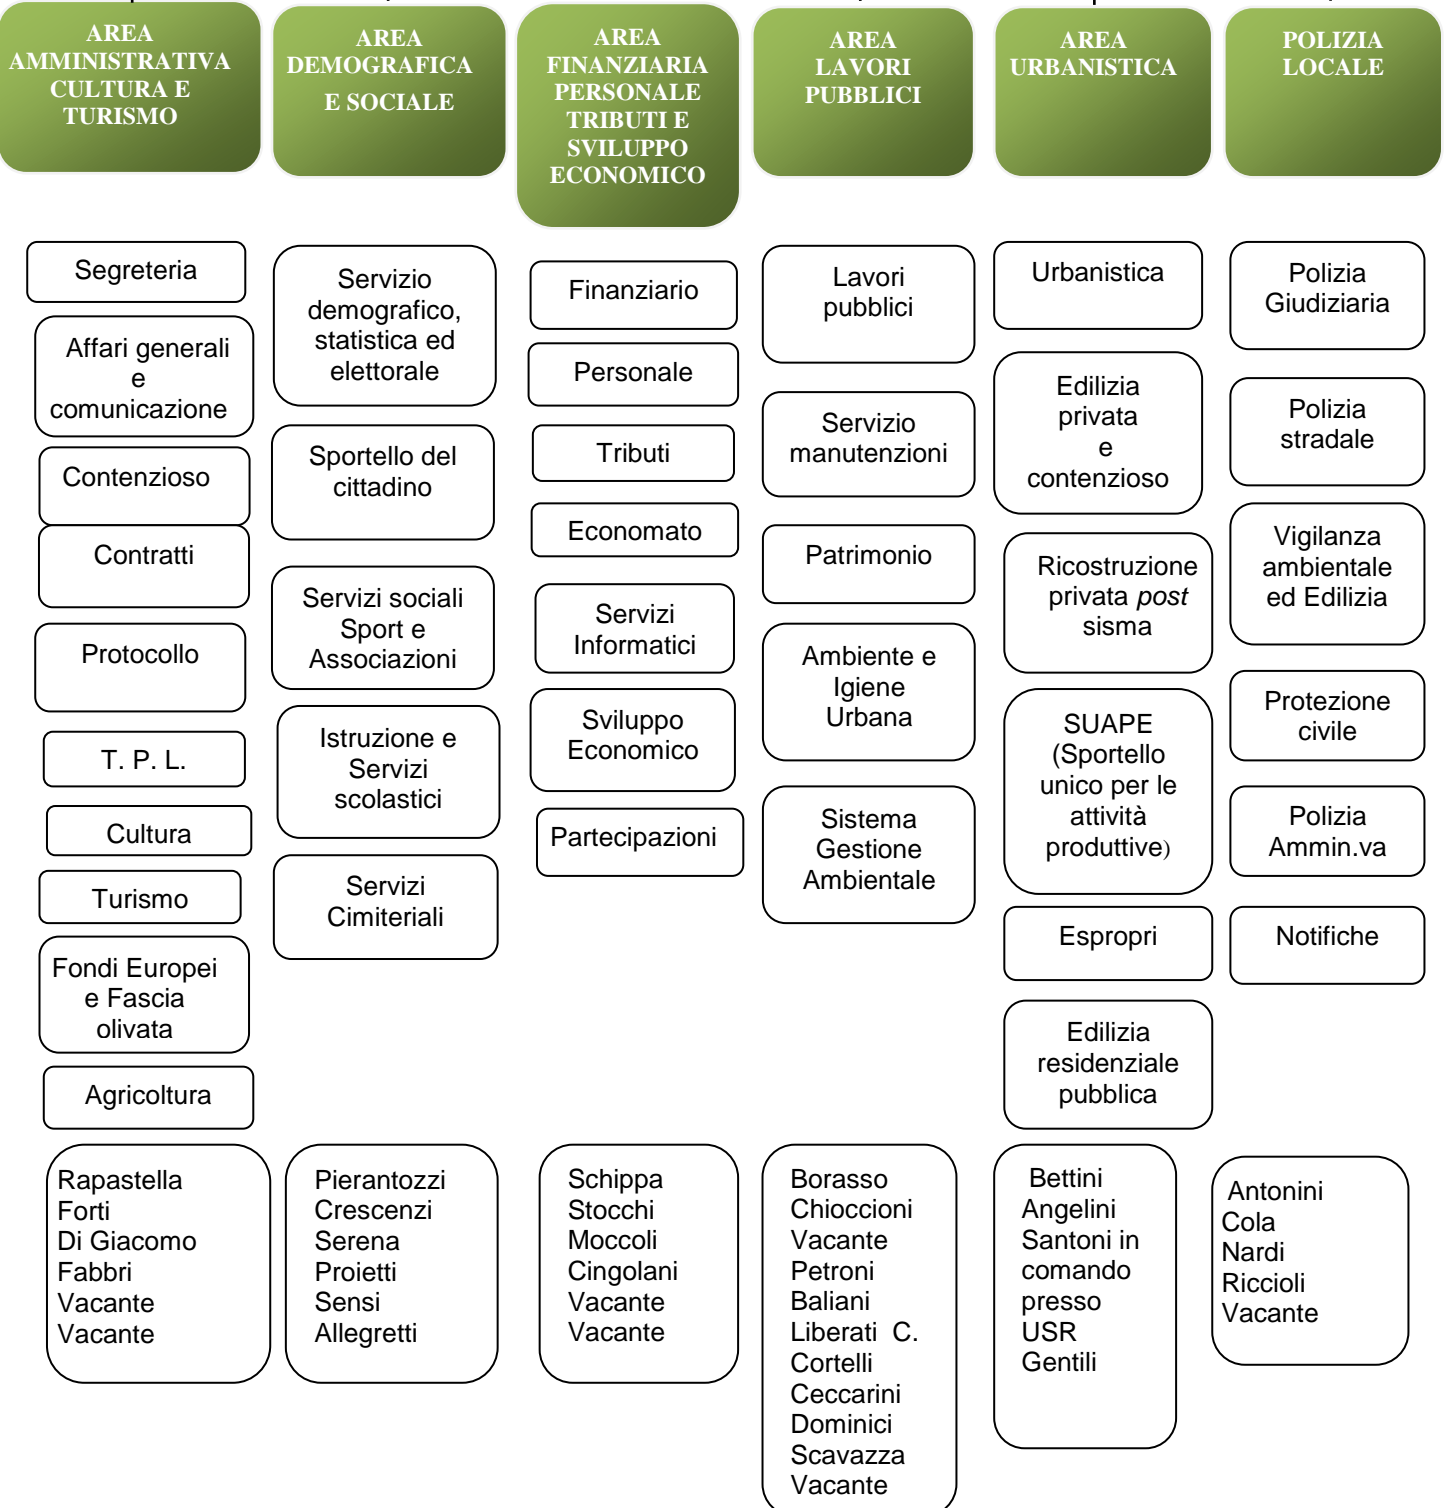 AREA
AMMINISTRATIVA
CULTURA E
TURISMO
AREA
DEMOGRAFICA
E SOCIALE
AREA
FINANZIARIA
PERSONALE
TRIBUTI E
SVILUPPO
ECONOMICO
AREA
LAVORI
PUBBLICI
AREA
URBANISTICA
POLIZIA
LOCALE
Segreteria
Affari generali
e
comunicazione
Contenzioso
Contratti
Protocollo
T. P. L.
Cultura
Turismo
Fondi Europei
e Fascia
olivata
Agricoltura
Rapastella
Forti
Di Giacomo
Fabbri
Vacante
Vacante
Servizio
demografico,
statistica ed
elettorale
Sportello del
cittadino
Servizi sociali
Sport e
Associazioni
Istruzione e
Servizi
scolastici
Servizi
Cimiteriali
Pierantozzi
Crescenzi
Serena
Proietti
Sensi
Allegretti
Finanziario
Personale
Tributi
Economato
Servizi
Informatici
Sviluppo
Economico
Partecipazioni
Schippa
Stocchi
Moccoli
Cingolani
Vacante
Vacante
Lavori
pubblici
Servizio
manutenzioni
Patrimonio
Ambiente e
Igiene
Urbana
Sistema
Gestione
Ambientale
Borasso
Chioccioni
Vacante
Petroni
Baliani
Liberati C.
Cortelli
Ceccarini
Dominici
Scavazza
Vacante
Urbanistica
Edilizia
privata
e
contenzioso
Ricostruzione
privata post
sisma
SUAPE
(Sportello
unico per le
attività
produttive)
Espropri
Edilizia
residenziale
pubblica
Bettini
Angelini
Santoni in
comando
presso
USR
Gentili
Polizia
Giudiziaria
Polizia
stradale
Vigilanza
ambientale
ed Edilizia
Protezione
civile
Polizia
Ammin.va
Notifiche
Antonini
Cola
Nardi
Riccioli
Vacante